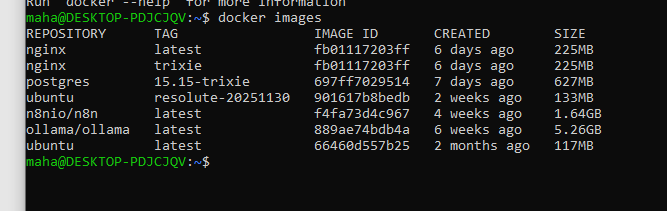 Run 'docker --help' for more information
maha@DESKTOP-PDJCJQV:~$ docker images
REPOSITORY TAG IMAGE ID CREATED SIZE
nginx latest fb01117203ff 6 days ago 225MB
nginx trixie fb01117203ff 6 days ago 225MB
postgres 15.15-trixie 697ff7029514 7 days ago 627MB
ubuntu resolute-20251130 901617b8bedb 2 weeks ago 133MB
n8nio/n8n latest f4fa73d4c967 4 weeks ago 1.64GB
ollama/ollama latest 889ae74bdb4a 6 weeks ago 5.26GB
ubuntu latest 66460d557b25 2 months ago 117MB
maha@DESKTOP-PDJCJQV:~$